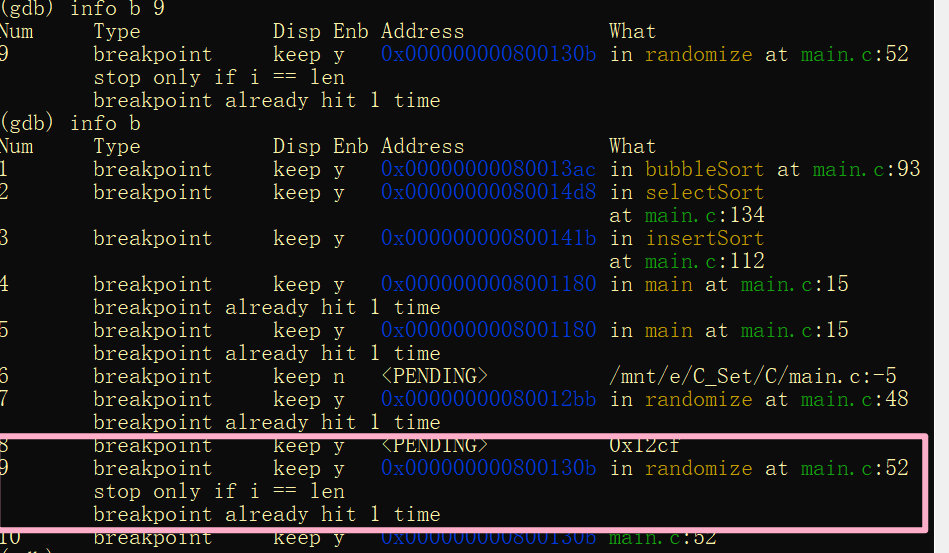 (gdb) info b 9
Num Type Disp Enb Address What
9 breakpoint keep y 0x000000000800130b in randomize at main.c:52
stop only if i == len
breakpoint already hit 1 time
(gdb) info b
Num Type Disp Enb Address What
1 breakpoint keep y 0x00000000080013ac in bubbleSort at main.c:93
2 breakpoint keep y 0x00000000080014d8 in selectSort
at main.c:134
3 breakpoint keep y 0x000000000800141b in insertSort
at main.c:112
4 breakpoint keep y 0x0000000008001180 in main at main.c:15
breakpoint already hit 1 time
5 breakpoint keep y 0x0000000008001180 in main at main.c:15
breakpoint already hit 1 time
6 breakpoint keep n <PENDING> /mnt/e/C_Set/C/main.c:-5
7 breakpoint keep y 0x00000000080012bb in randomize at main.c:48
breakpoint already hit 1 time
8 breakpoint keep y <PENDING> 0x12cf
9 breakpoint keep y 0x000000000800130b in randomize at main.c:52
stop only if i == len
breakpoint already hit 1 time
10 breakpoint keep y 0x000000000800130b main.c:52